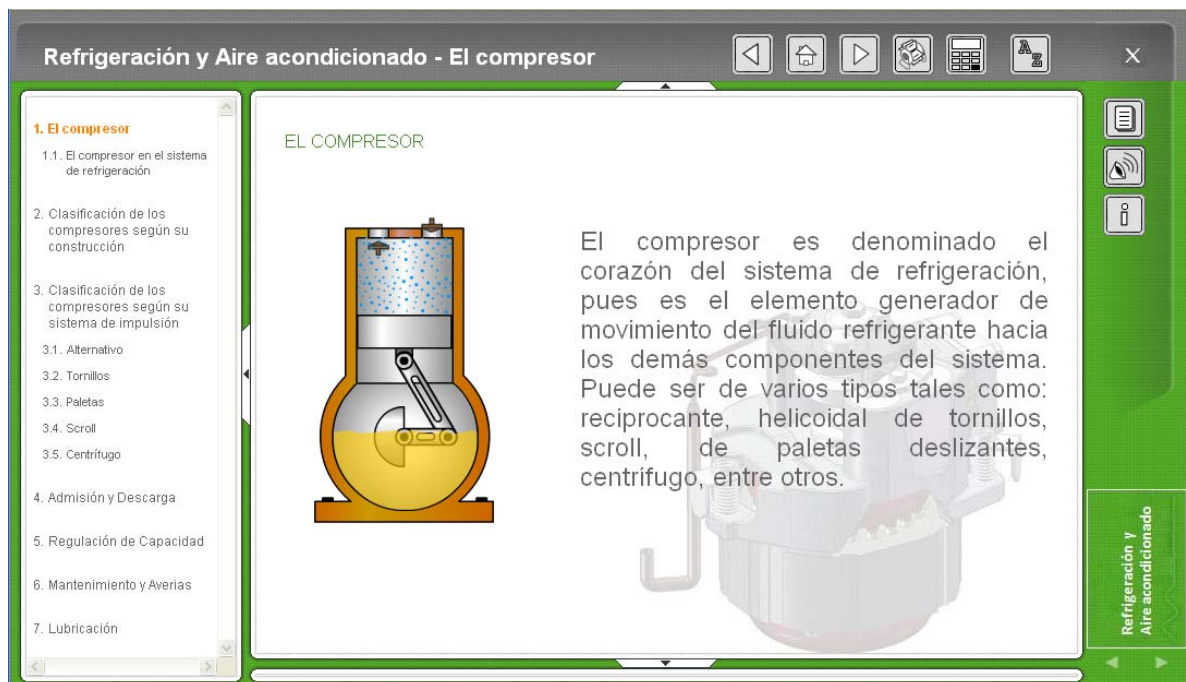 Refrigeración y Aire acondicionado - El compresor
A
Z
X
1. El compresor
1.1. El compresor en el sistema
de refrigeración
2. Clasificación de los
compresores según su
construcción
3. Clasificación de los
compresores según su
sistema de impulsión
3.1. Alternativo
3.2. Tornillos
3.3. Paletas
3.4. Scroll
3.5. Centrífugo
4. Admisión y Descarga
5. Regulación de Capacidad
6. Mantenimiento y Averias
7. Lubricación
EL COMPRESOR
El compresor es denominado el
corazón del sistema de refrigeración,
pues es el elemento generador de
movimiento del fluido refrigerante hacia
los demás componentes del sistema.
Puede ser de varios tipos tales como:
reciprocante, helicoidal de tornillos,
scroll, de paletas deslizantes,
centrífugo, entre otros.
i
Refrigeración y
Aire acondicionado